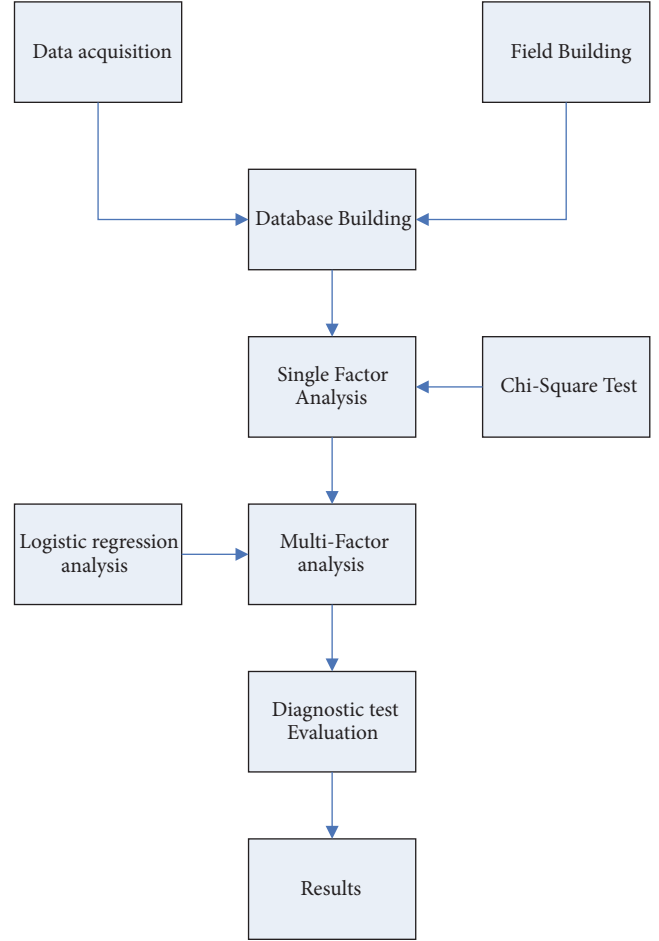 Data acquisition
Field Building
Database Building
Single Factor
Analysis
Chi-Square Test
Logistic regression
analysis
Multi-Factor
analysis
Diagnostic test
Evaluation
Results